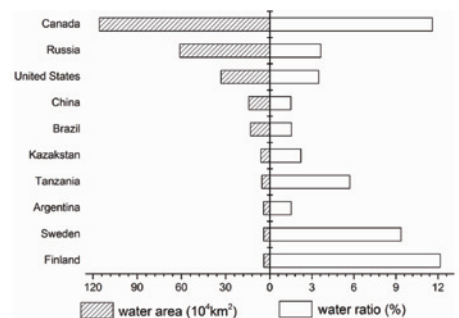 Canada
Russia
United States
China
Brazil
Kazakstan
Tanzania
Argentina
Sweden
Finland
120 90 60 30 0 3 6 9 12
water area (10⁴km²) water ratio (%)